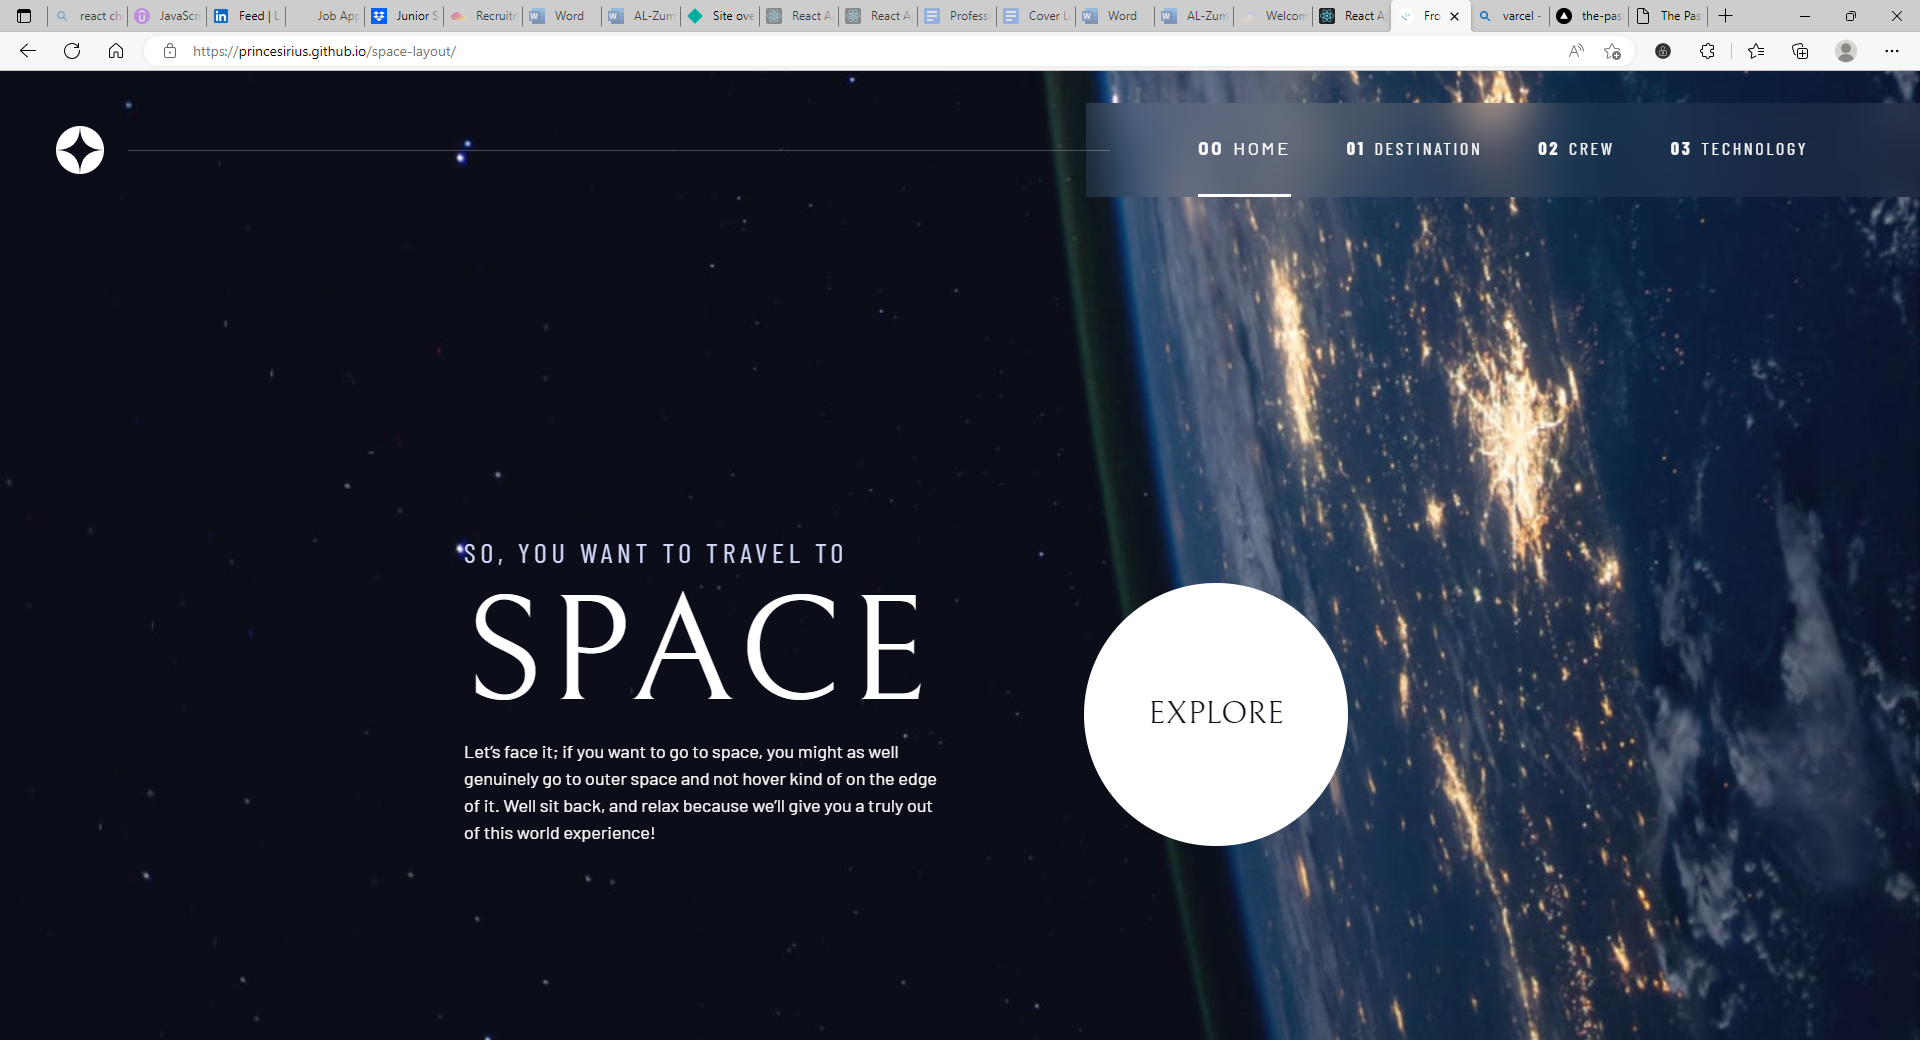 react ch
JavaScri
Feed | L
Job App
Junior S
Recruitr
Word
AL-Zum
Site ove
React A
React A
Profess
Cover L
Word
AL-Zum
Welcom
React A
Fro
varcel -
the-pas
The Pas
https://princesirius.github.io/space-layout/
00 HOME
01 DESTINATION
02 CREW
03 TECHNOLOGY
SO, YOU WANT TO TRAVEL TO
SPACE
EXPLORE
Let's face it; if you want to go to space, you might as well
genuinely go to outer space and not hover kind of on the edge
of it. Well sit back, and relax because we'll give you a truly out
of this world experience!